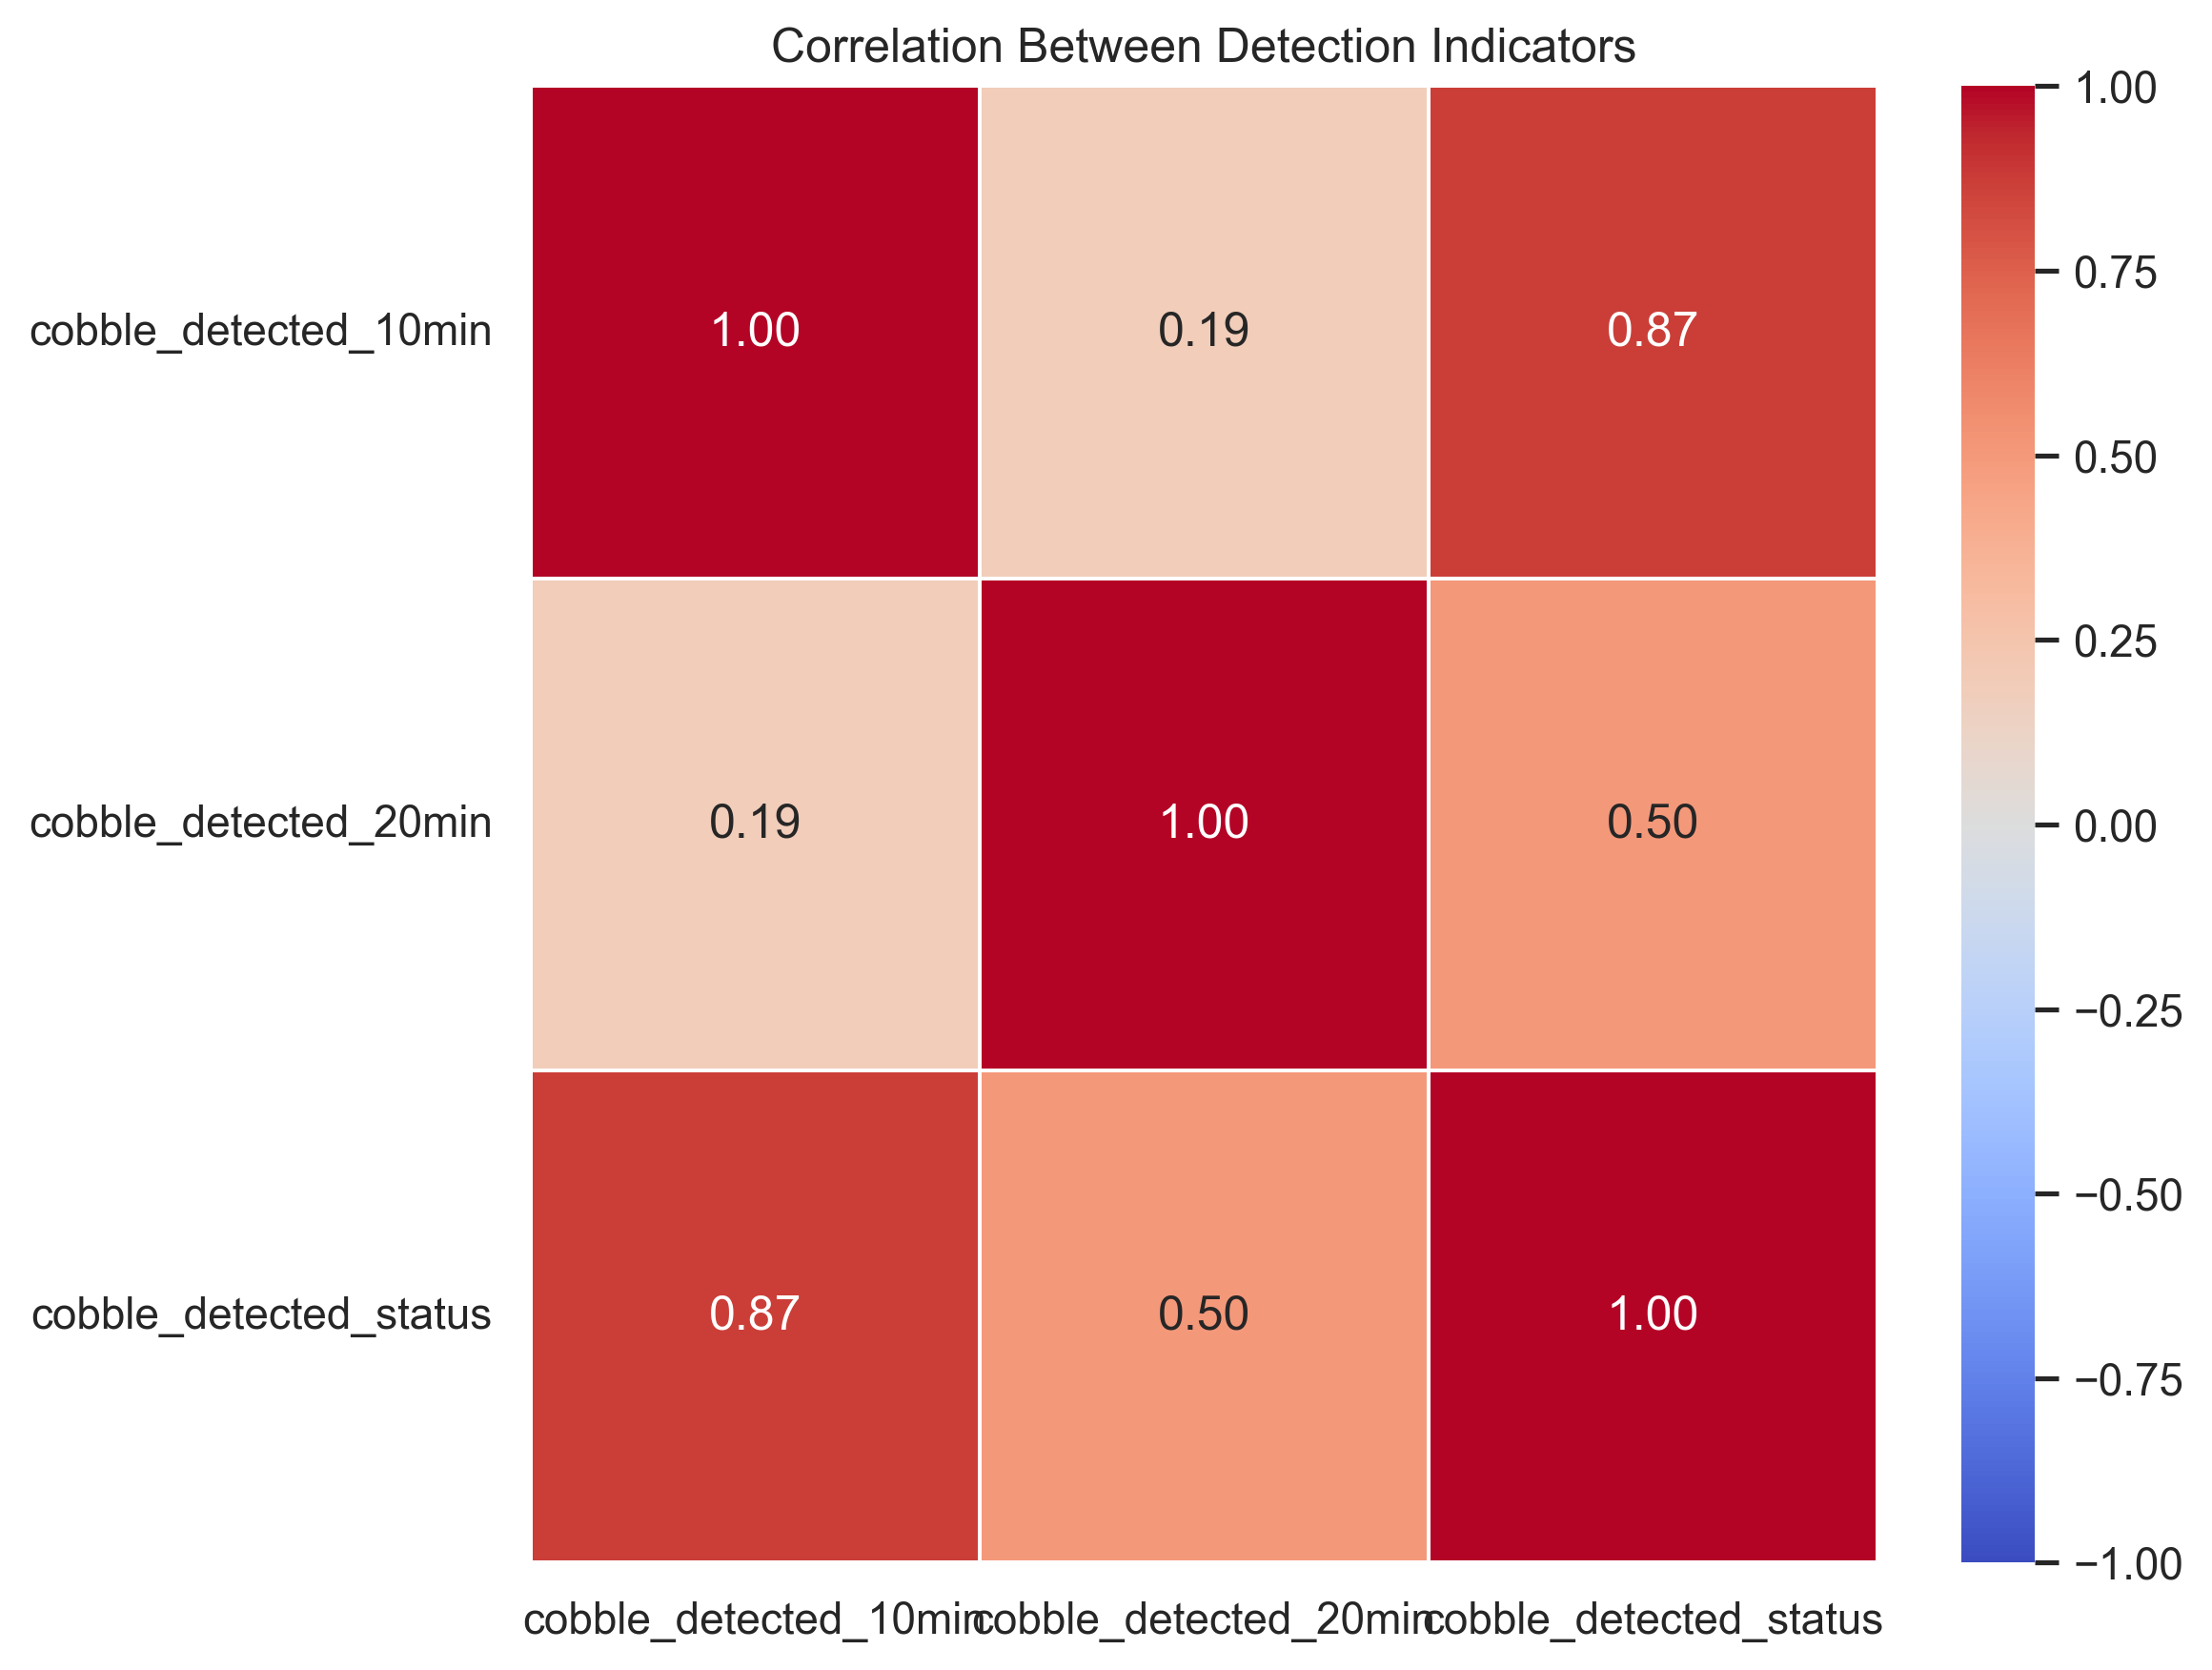 Correlation Between Detection Indicators
cobble_detected_10min
1.00
0.19
0.87
cobble_detected_20min
0.19
1.00
0.50
cobble_detected_status
0.87
0.50
1.00
cobble_detected_10min
cobble_detected_20min
cobble_detected_status
1.00
0.75
0.50
0.25
0.00
−0.25
−0.50
−0.75
−1.00